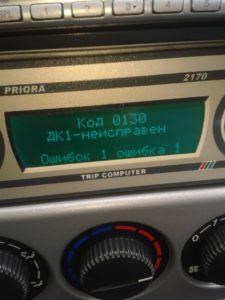 PRIORA 2170
Код 0130
ДК1-неисправен
Ошибок 1 ошибка 1
TRIP COMPUTER